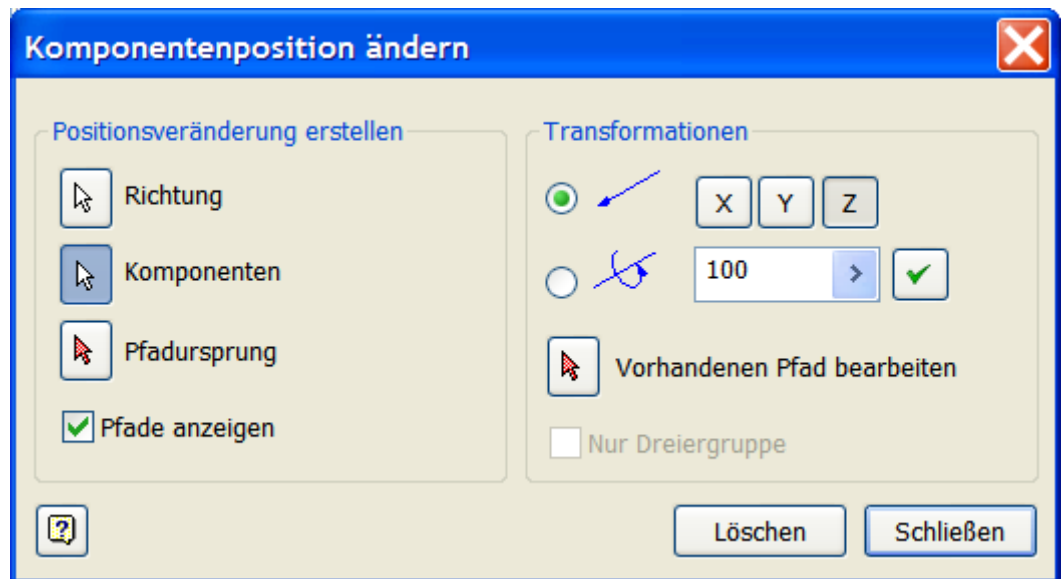 Komponentenposition ändern
Positionsveränderung erstellen
Richtung
Komponenten
Pfadursprung
Pfade anzeigen
Transformationen
X Y Z
100
Vorhandenen Pfad bearbeiten
Nur Dreiergruppe
?
Löschen Schließen